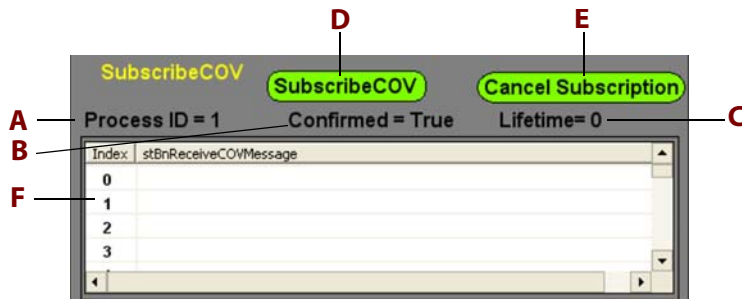 D
E
SubscribeCOV
SubscribeCOV
Cancel Subscription
A
Process ID = 1
Confirmed = True
Lifetime= 0
C
B
Index
stBnReceiveCOVMessage
0
F
1
2
3